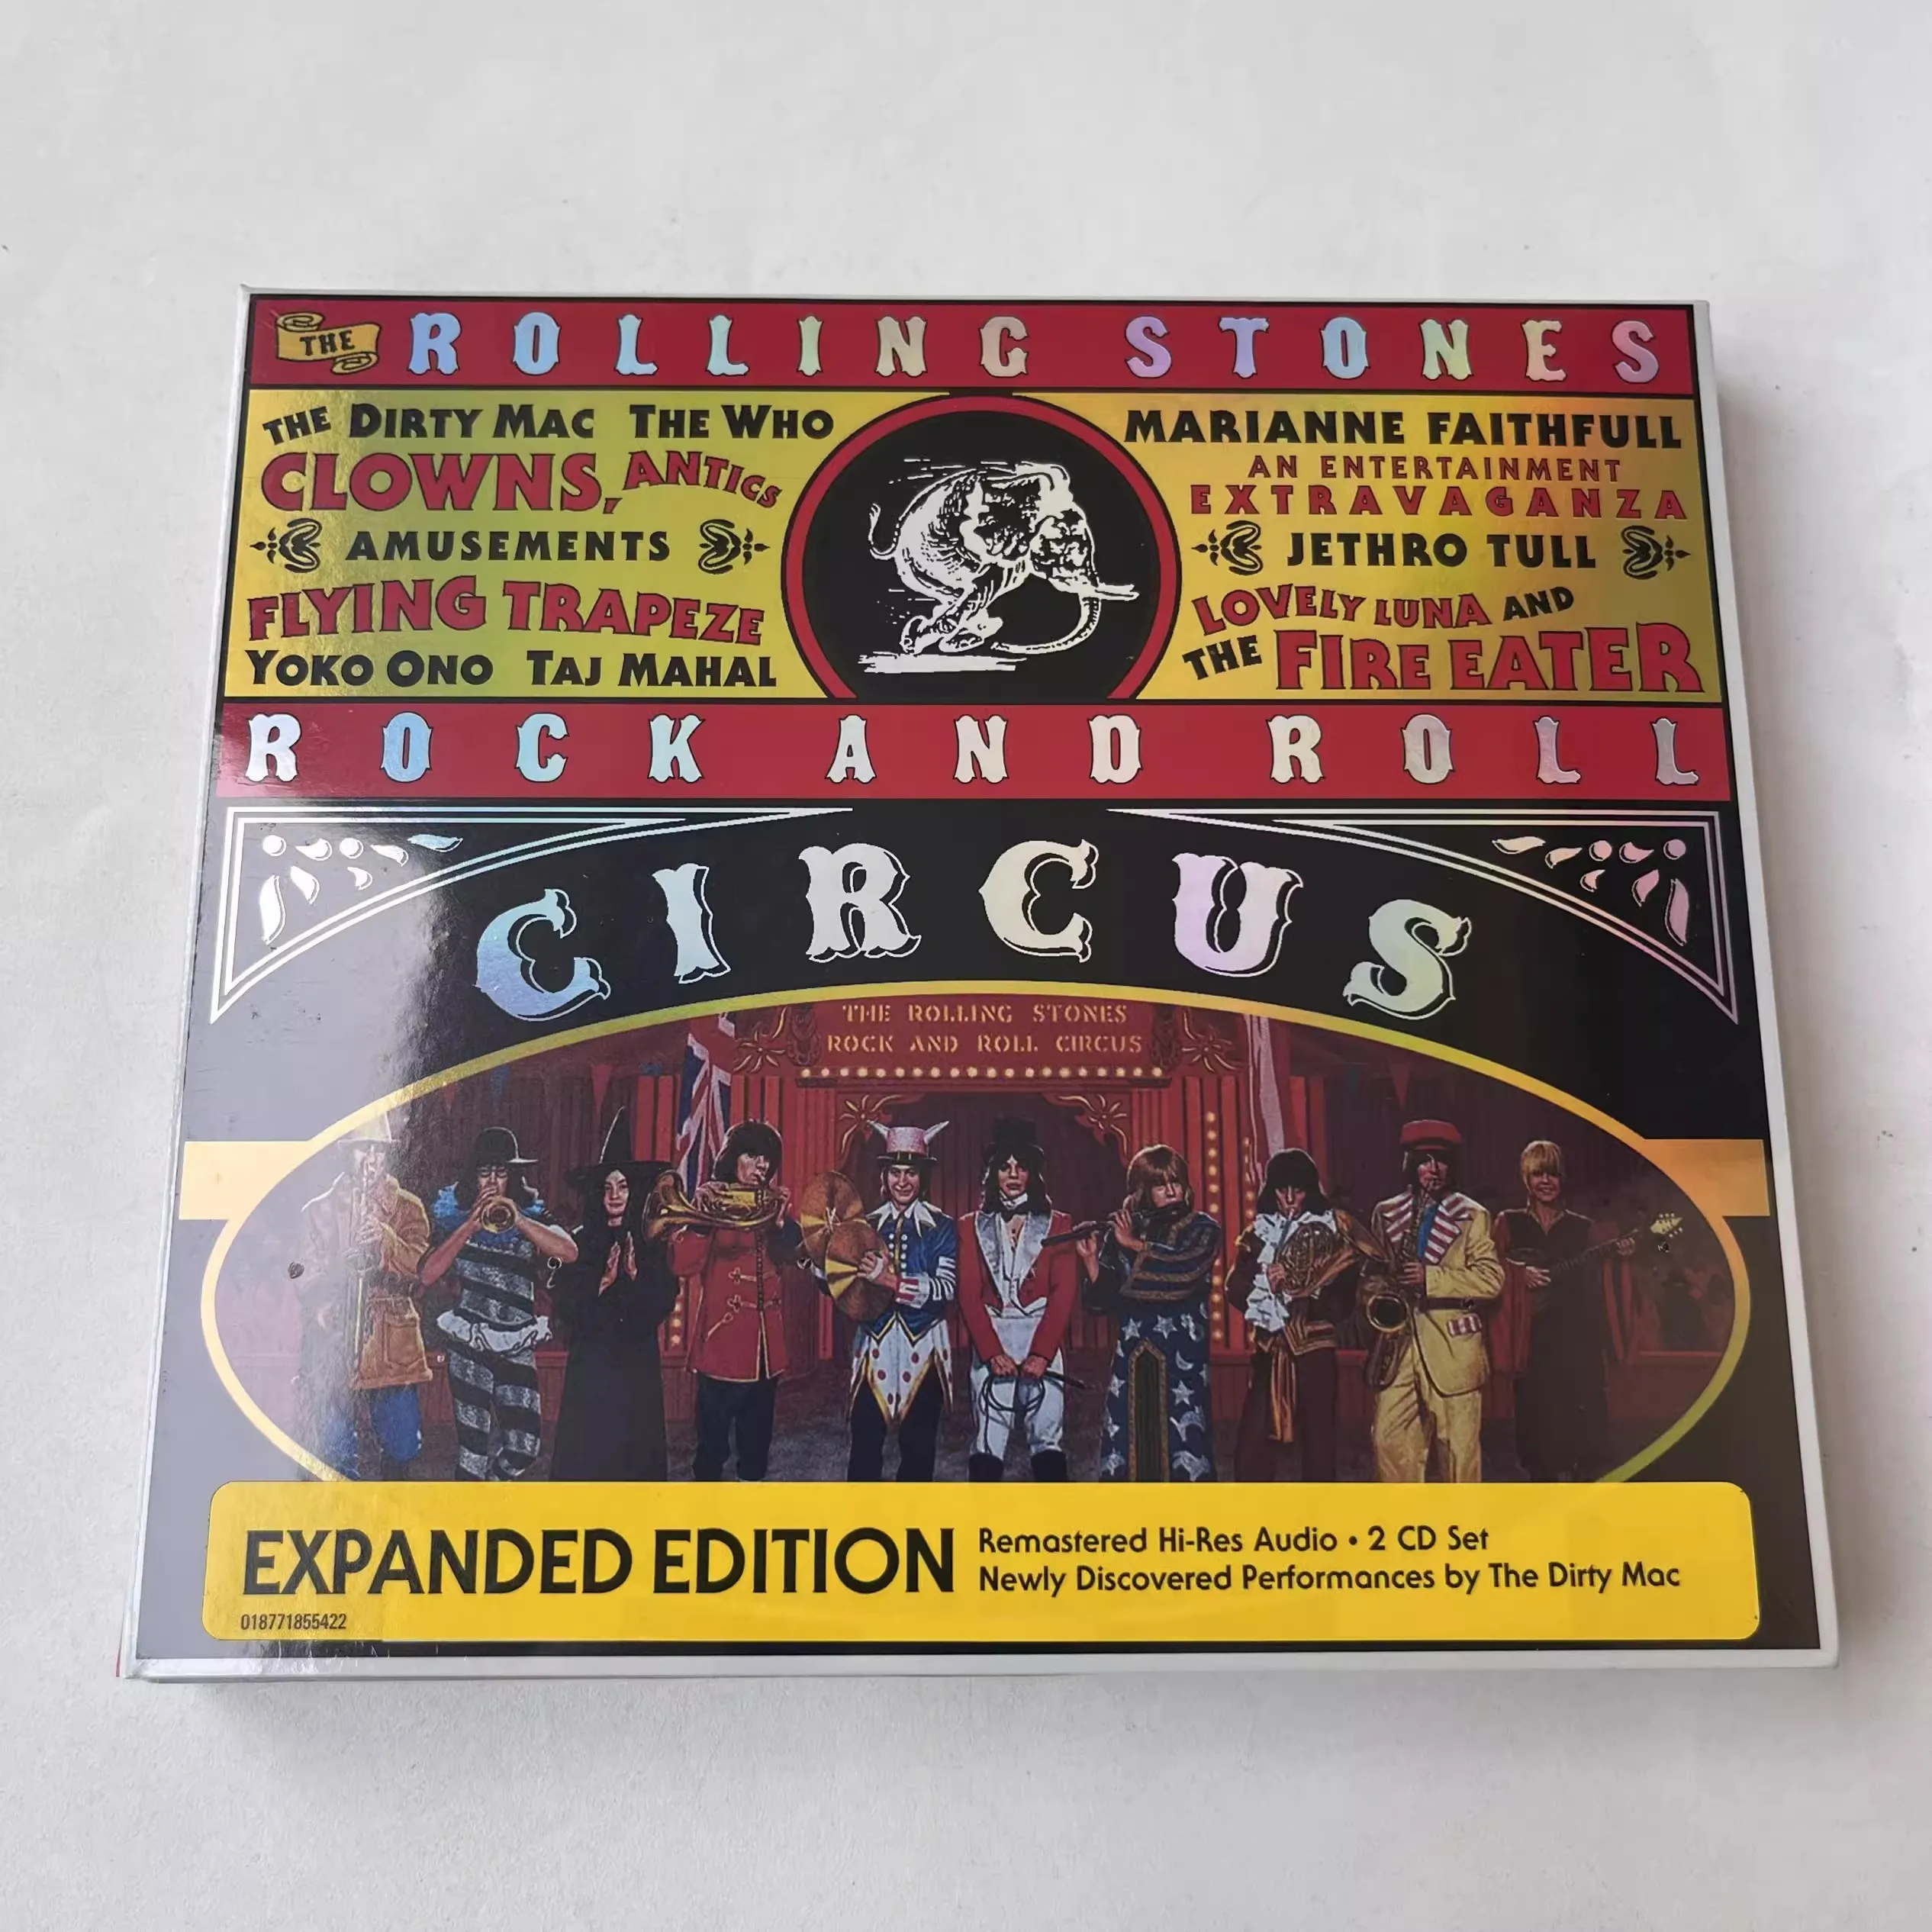 THE ROLLING STONES
THE DIRTY MAC THE WHO
CLOWNS, ANTICS
AMUSEMENTS
FLYING TRAPEZE
YOKO ONO TAJ MAHAL
MARIANNE FAITHFULL
AN ENTERTAINMENT
EXTRAVAGANZA
JETHRO TULL
LOVELY LUNA AND
THE FIRE EATER
ROCK AND ROLL
CIRCUS
THE ROLLING STONES
ROCK AND ROLL CIRCUS
EXPANDED EDITION
Remastered Hi-Res Audio • 2 CD Set
Newly Discovered Performances by The Dirty Mac
018771855422